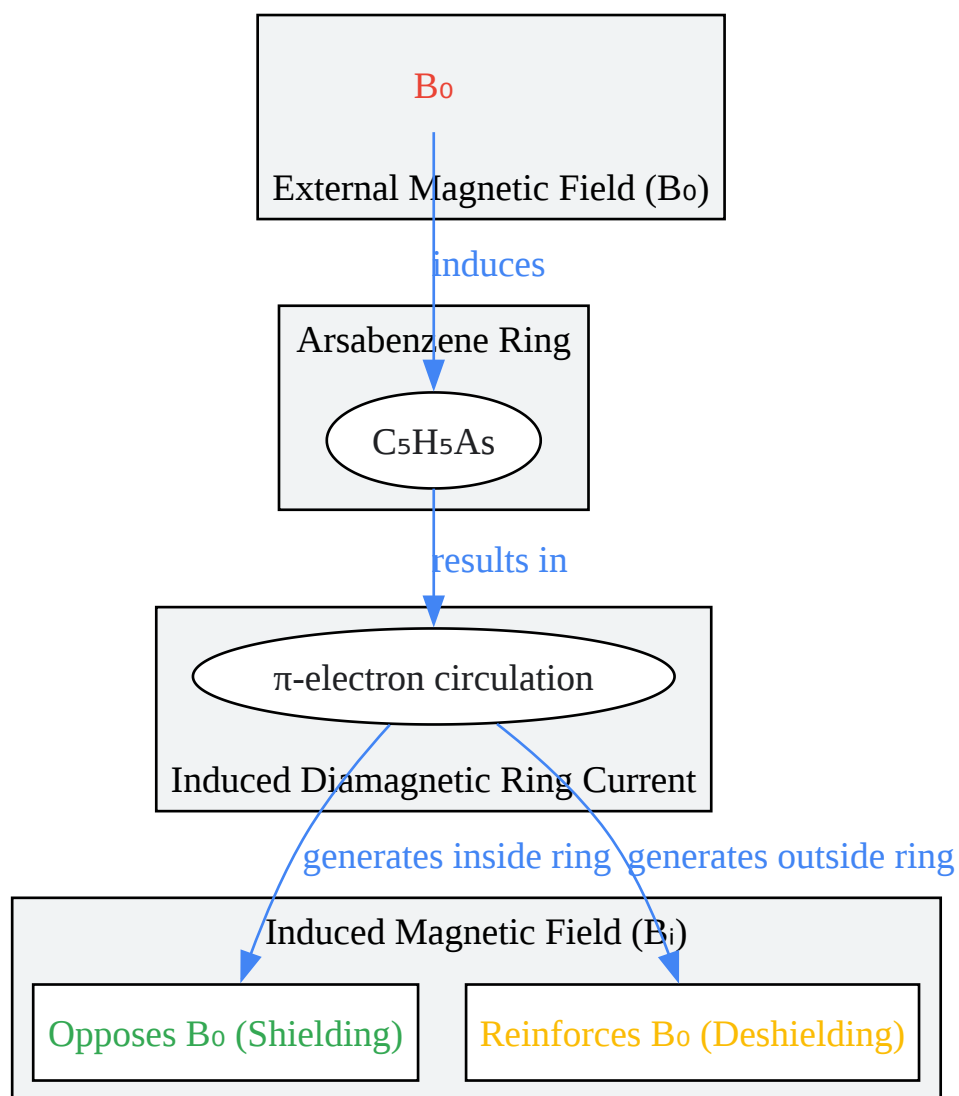 B₀
External Magnetic Field (B₀)
induces
Arsabenzene Ring
C₅H₅As
results in
π-electron circulation
Induced Diamagnetic Ring Current
generates inside ring
generates outside ring
Induced Magnetic Field (Bᵢ)
Opposes B₀ (Shielding)
Reinforces B₀ (Deshielding)